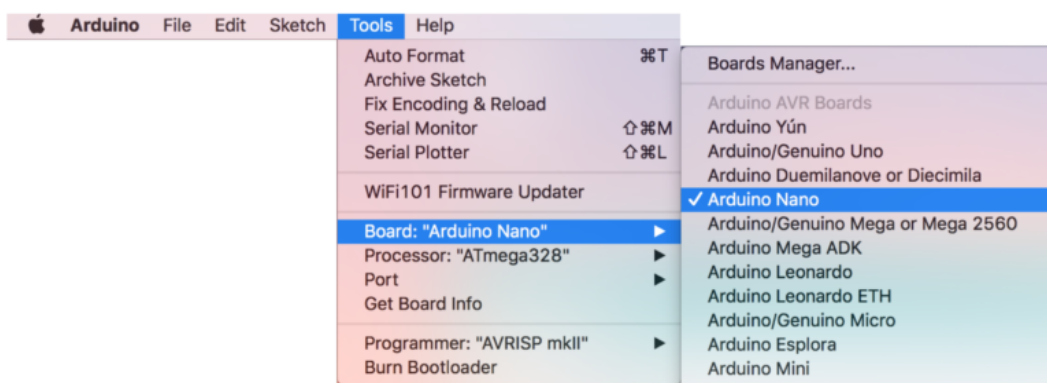 Arduino File Edit Sketch Tools Help
Auto Format ⌘T
Archive Sketch
Fix Encoding & Reload
Serial Monitor ⇧⌘M
Serial Plotter ⇧⌘L
WiFi101 Firmware Updater
Board: "Arduino Nano" ▶
Processor: "ATmega328" ▶
Port ▶
Get Board Info
Programmer: "AVRISP mkII" ▶
Burn Bootloader
Boards Manager...
Arduino AVR Boards
Arduino Yún
Arduino/Genuino Uno
Arduino Duemilanove or Diecimila
✓ Arduino Nano
Arduino/Genuino Mega or Mega 2560
Arduino Mega ADK
Arduino Leonardo
Arduino Leonardo ETH
Arduino/Genuino Micro
Arduino Esplora
Arduino Mini